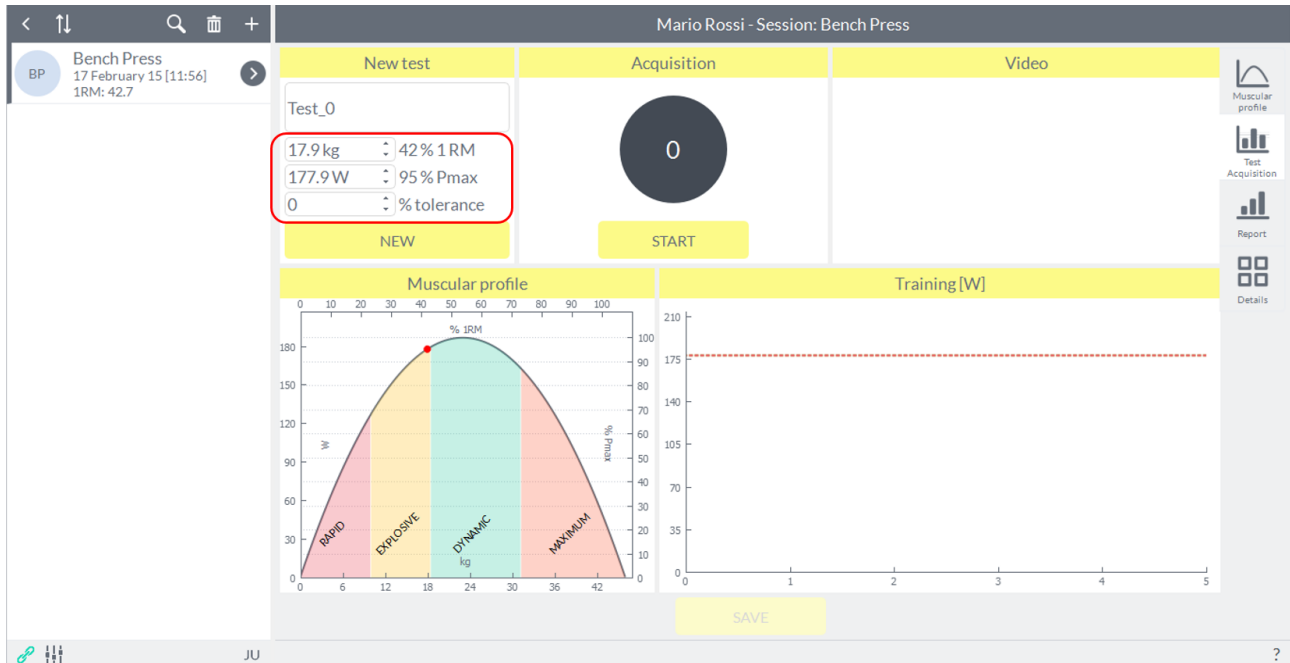 Mario Rossi - Session: Bench Press
BP
Bench Press
17 February 15 [11:56]
1RM: 42.7
New test
Acquisition
Video
Test_0
17.9 kg 42 % 1 RM
177.9 W 95 % Pmax
0 % tolerance
NEW
0
START
Muscular
profile
Test
Acquisition
Report
Details
Muscular profile
0 10 20 30 40 50 60 70 80 90 100
% 1RM
180
150
120
90
60
30
0
W
100
90
80
70
60
50
40
30
20
10
0
% Pmax
RAPID
EXPLOSIVE
DYNAMIC
MAXIMUM
kg
0 6 12 18 24 30 36 42
Training [W]
210
175
140
105
70
35
0
0 1 2 3 4 5
SAVE
JU
?